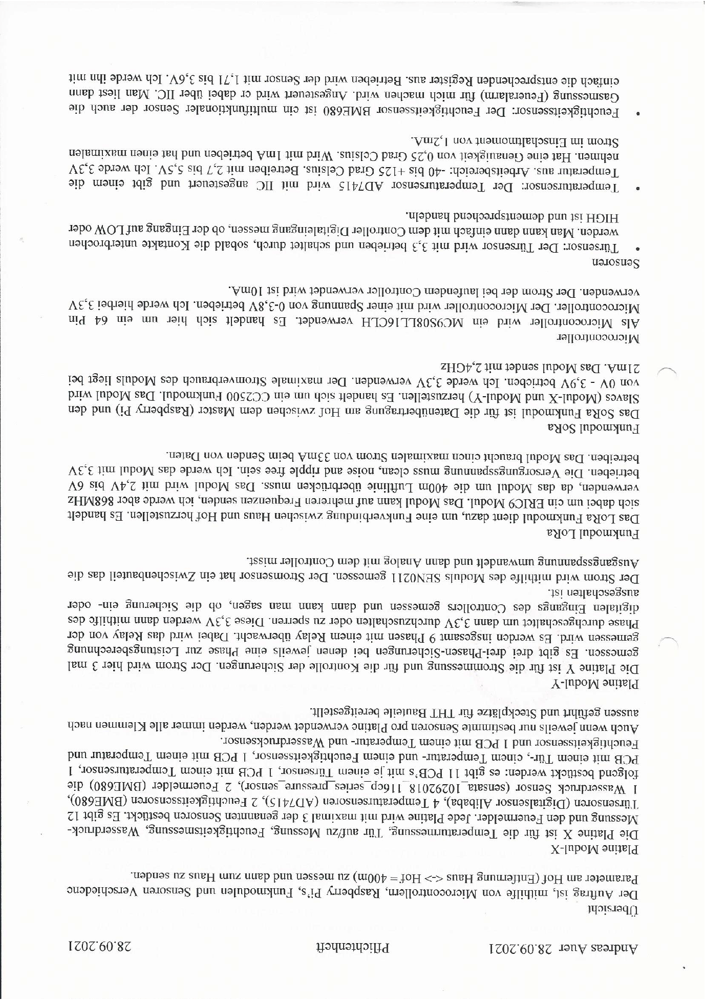 Andreas Auer 28.09.2021 Pflichtenheft 28.09.2021
Übersicht
Der Auftrag ist, mithilfe von Microcontrollern, Raspberry Pi's, Funkmodulen und Sensoren Verschiedene
Parameter am Hof (Entfernung Haus <-> Hof = 400m) zu messen und dann zum Haus zu senden.
Platine Modul-X
Die Platine X ist für die Temperaturmessung, Tür auf/zu Messung, Feuchtigkeitsmessung, Wasserdruck-
Messung und den Feuermelder. Jede Platine wird mit maximal 3 der genannten Sensoren bestückt. Es gibt 12
Türsensoren (Digitalsensor Alibaba), 4 Temperatursensoren (AD7415), 2 Feuchtigkeitssensoren (BME680),
1 Wasserdruck Sensor (sensata_10292018_116cp_series_pressure_sensor), 2 Feuermelder (BME680) die
folgend bestückt werden: es gibt 11 PCB's mit je einem Türsensor, 1 PCB mit einem Temperatursensor, 1
PCB mit einem Tür-, einem Temperatur- und einem Feuchtigkeitssensor, 1 PCB mit einem Temperatur und
Feuchtigkeitssensor und 1 PCB mit einem Temperatur- und Wasserdrucksensor.
Auch wenn jeweils nur bestimmte Sensoren pro Platine verwendet werden, werden immer alle Klemmen nach
aussen geführt und Steckplätze für THT Bauteile bereitgestellt.
Platine Modul-Y
Die Platine Y ist für die Strommessung und für die Kontrolle der Sicherungen. Der Strom wird hier 3 mal
gemessen. Es gibt drei drei-Phasen-Sicherungen bei denen jeweils eine Phase zur Leistungsberechnung
gemessen wird. Es werden insgesamt 9 Phasen mit einem Relay überwacht. Dabei wird das Relay von der
Phase durchgeschaltet um dann 3,3V durchzuschalten oder zu sperren. Diese 3,3V werden dann mithilfe des
digitalen Eingangs des Controllers gemessen und dann kann man sagen, ob die Sicherung ein- oder
ausgeschalten ist.
Der Strom wird mithilfe des Moduls SEN0211 gemessen. Der Stromsensor hat ein Zwischenbauteil das die
Ausgangsspannung umwandelt und dann Analog mit dem Controller misst.
Funkmodul LoRa
Das LoRa Funkmodul dient dazu, um eine Funkverbindung zwischen Haus und Hof herzustellen. Es handelt
sich dabei um ein ERIC9 Modul. Das Modul kann auf mehreren Frequenzen senden, ich werde aber 868MHz
verwenden, da das Modul um die 400m Luftlinie überbrücken muss. Das Modul wird mit 2,4V bis 6V
betrieben. Die Versorgungsspannung muss clean, noise and ripple free sein. Ich werde das Modul mit 3,3V
betreiben. Das Modul braucht einen maximalen Strom von 33mA beim Senden von Daten.
Funkmodul SoRa
Das SoRa Funkmodul ist für die Datenübertragung am Hof zwischen dem Master (Raspberry Pi) und den
Slaves (Modul-X und Modul-Y) herzustellen. Es handelt sich um ein CC2500 Funkmodul. Das Modul wird
von 0V - 3,9V betrieben. Ich werde 3,3V verwenden. Der maximale Stromverbrauch des Moduls liegt bei
21mA. Das Modul sendet mit 2,4GHz
Microcontroller
Als Microcontroller wird ein MC9S08LL16CLH verwendet. Es handelt sich hier um ein 64 Pin
Microcontroller. Der Microcontroller wird mit einer Spannung von 0-3,8V betrieben. Ich werde hierbei 3,3V
verwenden. Der Strom der bei laufendem Controller verwendet wird ist 10mA.
Sensoren
• Türsensor: Der Türsensor wird mit 3,3 betrieben und schaltet durch, sobald die Kontakte unterbrochen
werden. Man kann dann einfach mit dem Controller Digitaleingang messen, ob der Eingang auf LOW oder
HIGH ist und dementsprechend handeln.
• Temperatursensor: Der Temperatursensor AD7415 wird mit IIC angesteuert und gibt einem die
Temperatur aus. Arbeitsbereich: -40 bis +125 Grad Celsius. Betreiben mit 2,7 bis 5,5V. Ich werde 3,3V
nehmen. Hat eine Genauigkeit von 0,25 Grad Celsius. Wird mit 1mA betrieben und hat einen maximalen
Strom im Einschaltmoment von 1,2mA.
• Feuchtigkeitssensor: Der Feuchtigkeitssensor BME680 ist ein multifunktionaler Sensor der auch die
Gasmessung (Feueralarm) für mich machen wird. Angesteuert wird er dabei über IIC. Man liest dann
einfach die entsprechenden Register aus. Betrieben wird der Sensor mit 1,71 bis 3,6V. Ich werde ihn mit